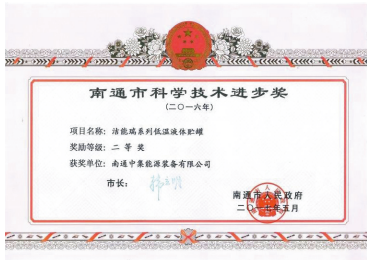 南通市科学技术进步奖
(二〇一六年)
项目名称：洁能瑞系列低温液体贮罐
奖励等级：二等奖
获奖单位：南通中集能源装备有限公司
市长：
南通市人民政府
二〇一七年五月